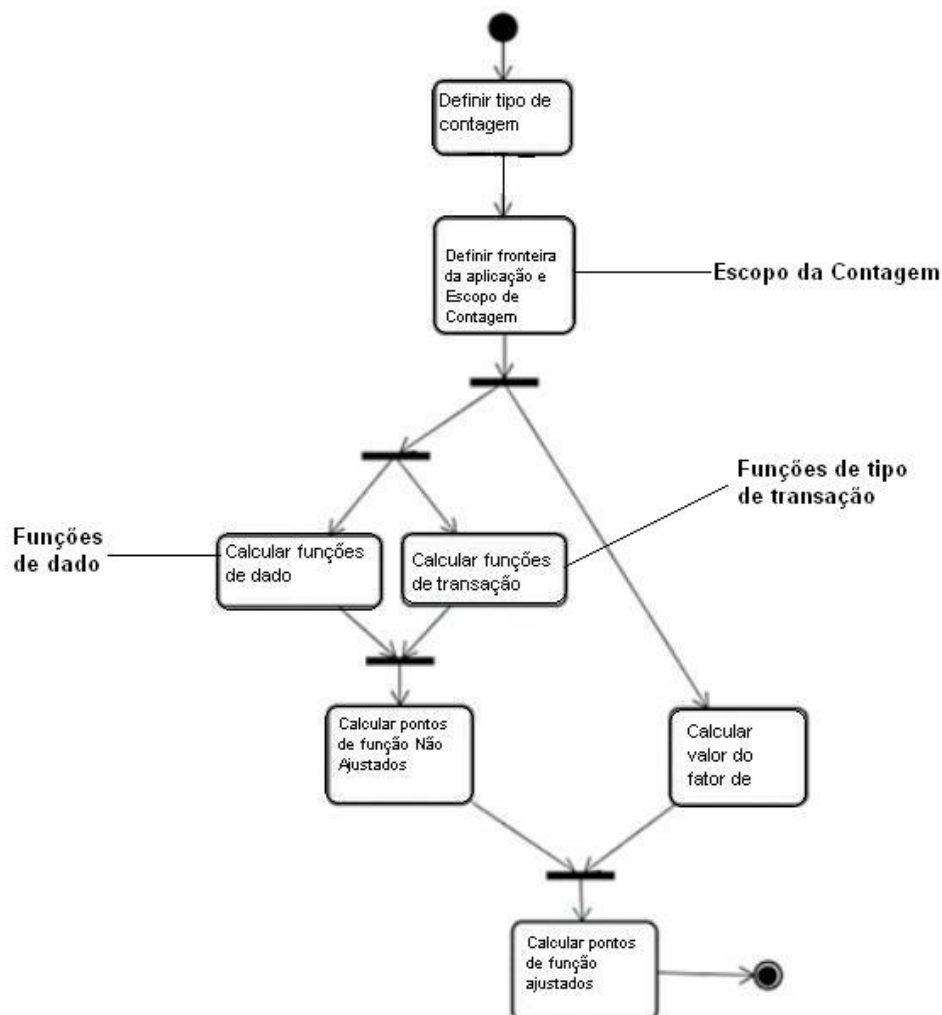 Definir tipo de
contagem
Definir fronteira
da aplicação e
Escopo de
Contagem
Escopo da Contagem
Funções de tipo
de transação
Funções
de dado
Calcular funções
de dado
Calcular funções
de transação
Calcular pontos
de função Não
Ajustados
Calcular
valor do
fator de
Calcular pontos
de função
ajustados